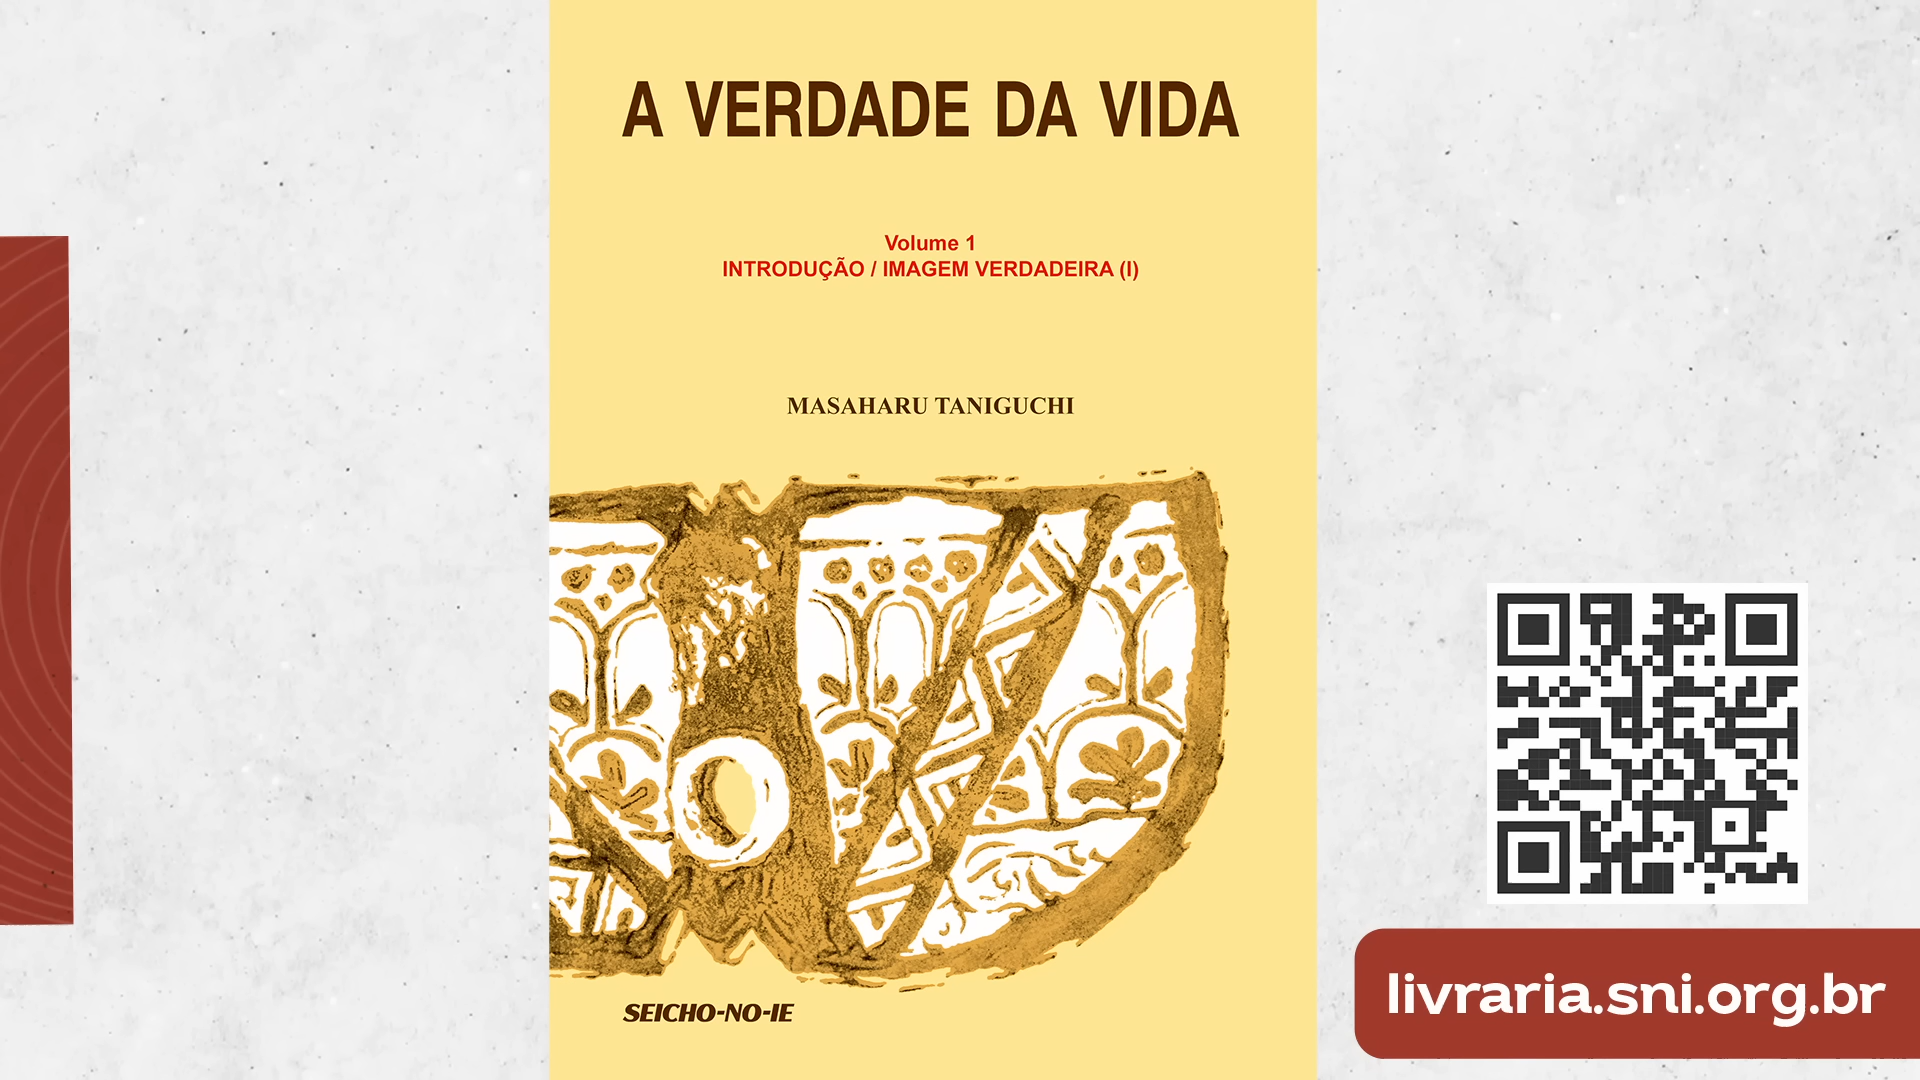 A VERDADE DA VIDA
Volume 1
INTRODUÇÃO / IMAGEM VERDADEIRA (I)
MASAHARU TANIGUCHI
SEICHO-NO-IE
livraria.sni.org.br